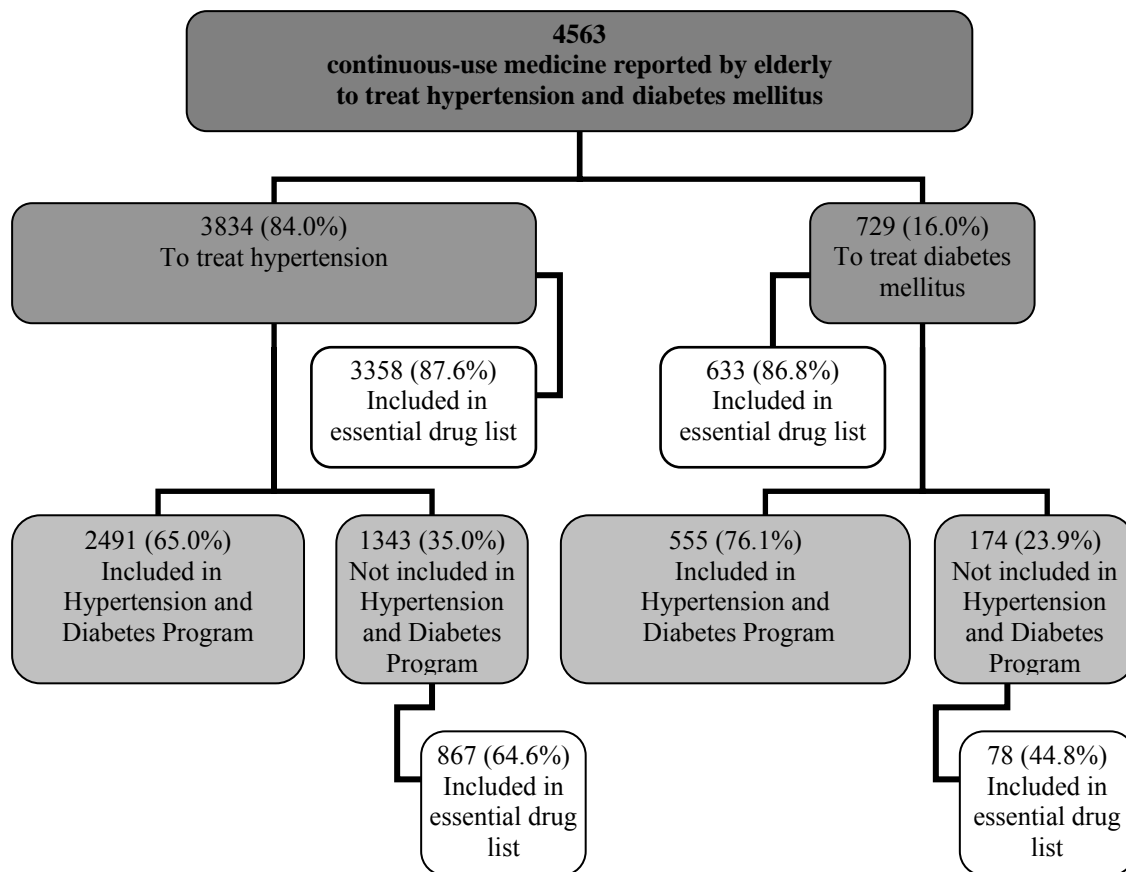 4563
continuous-use medicine reported by elderly
to treat hypertension and diabetes mellitus
3834 (84.0%)
To treat hypertension
729 (16.0%)
To treat diabetes
mellitus
3358 (87.6%)
Included in
essential drug list
633 (86.8%)
Included in
essential drug list
2491 (65.0%)
Included in
Hypertension and
Diabetes Program
1343 (35.0%)
Not included in
Hypertension
and Diabetes
Program
555 (76.1%)
Included in
Hypertension and
Diabetes Program
174 (23.9%)
Not included in
Hypertension
and Diabetes
Program
867 (64.6%)
Included in
essential drug
list
78 (44.8%)
Included in
essential drug
list